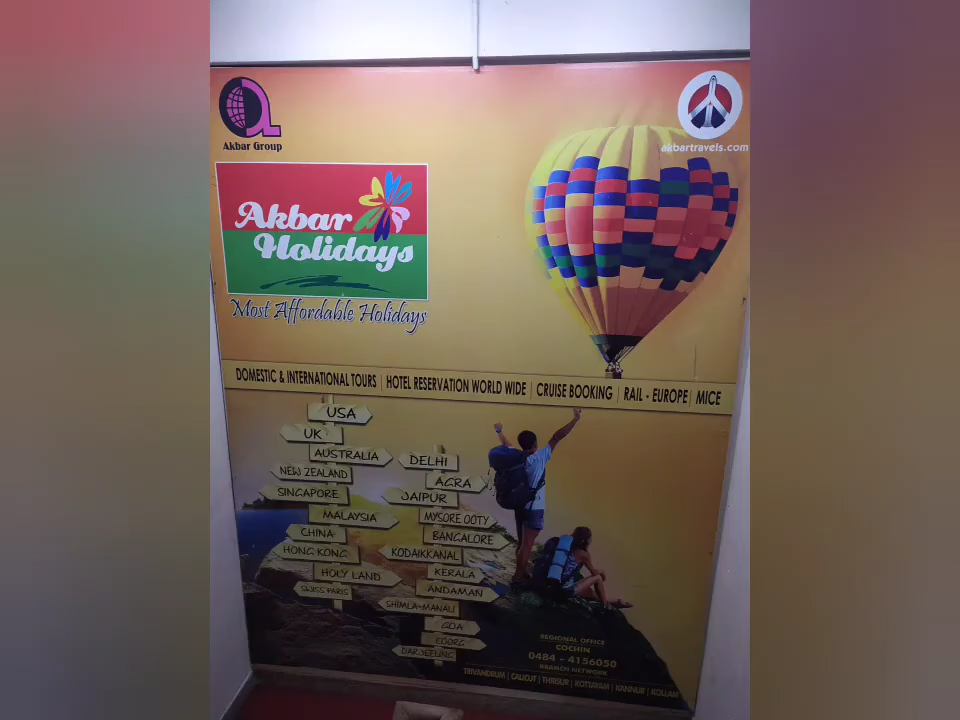 Akbar Group
akbartravels.com
Akbar
Holidays
Most Affordable Holidays
DOMESTIC & INTERNATIONAL TOURS | HOTEL RESERVATION WORLD WIDE | CRUISE BOOKING | RAIL - EUROPE | MICE
USA
UK
AUSTRALIA
NEW ZEALAND
SINGAPORE
MALAYSIA
CHINA
HONG KONG
HOLY LAND
SWISS PARIS
DELHI
AGRA
JAIPUR
MYSORE OOTY
BANGALORE
KODAIKKANAL
KERALA
ANDAMAN
SHIMLA-MANALI
GOA
COORG
DARJEELING
REGIONAL OFFICE
COCHIN
0484 - 4156050
BRANCH NETWORK
TRIVANDRUM | CALICUT | THRISUR | KOTTAYAM | KANNUR | KOLLAM